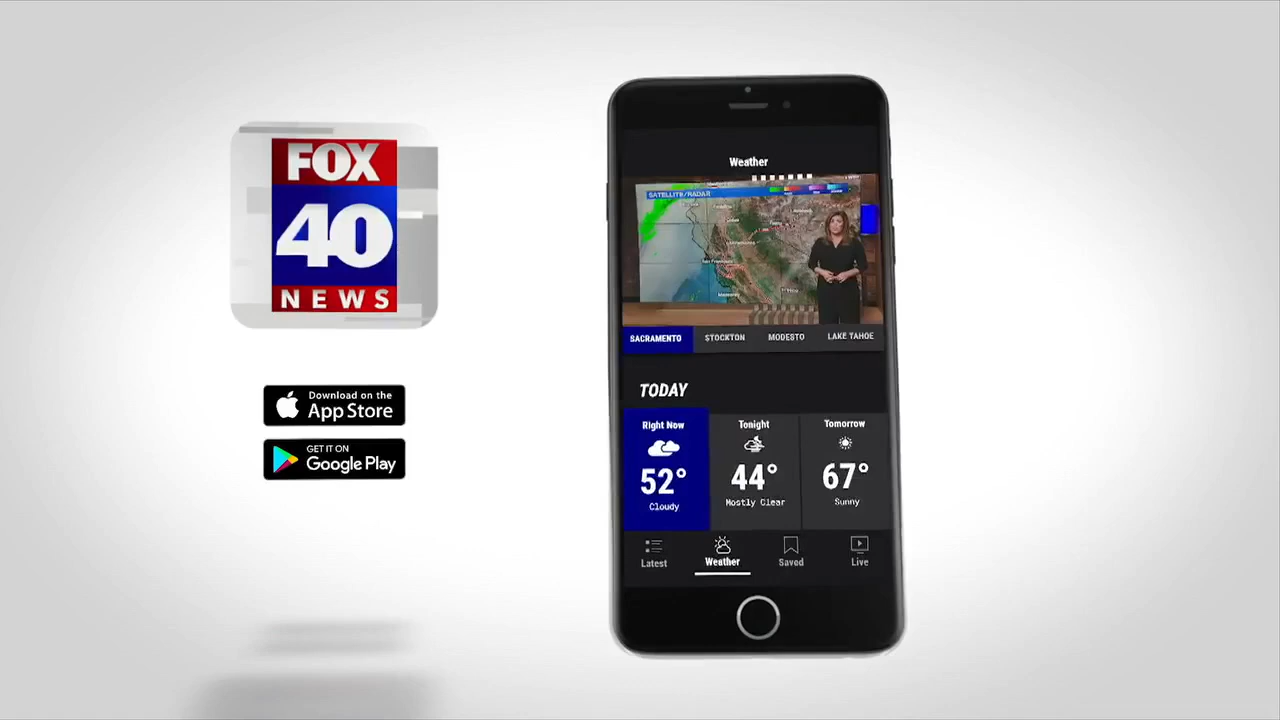 FOX
40
NEWS
Download on the
App Store
GET IT ON
Google Play
Weather
SATELLITE/RADAR
SACRAMENTO STOCKTON MODESTO LAKE TAHOE
TODAY
Right Now Tonight Tomorrow
52° 44° 67°
Cloudy Mostly Clear Sunny
Latest Weather Saved Live